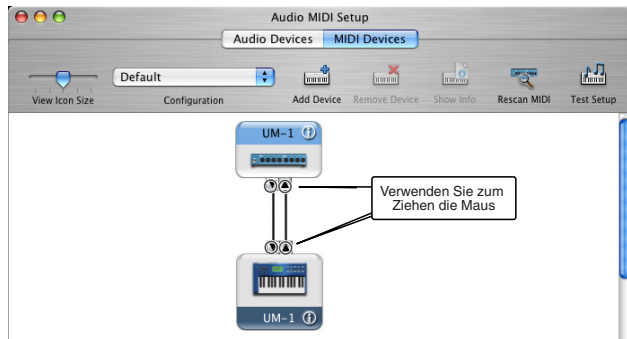 Audio MIDI Setup
Audio Devices MIDI Devices
Default
View Icon Size Configuration Add Device Remove Device Show Info Rescan MIDI Test Setup
UM-1
Verwenden Sie zum
Ziehen die Maus
UM-1